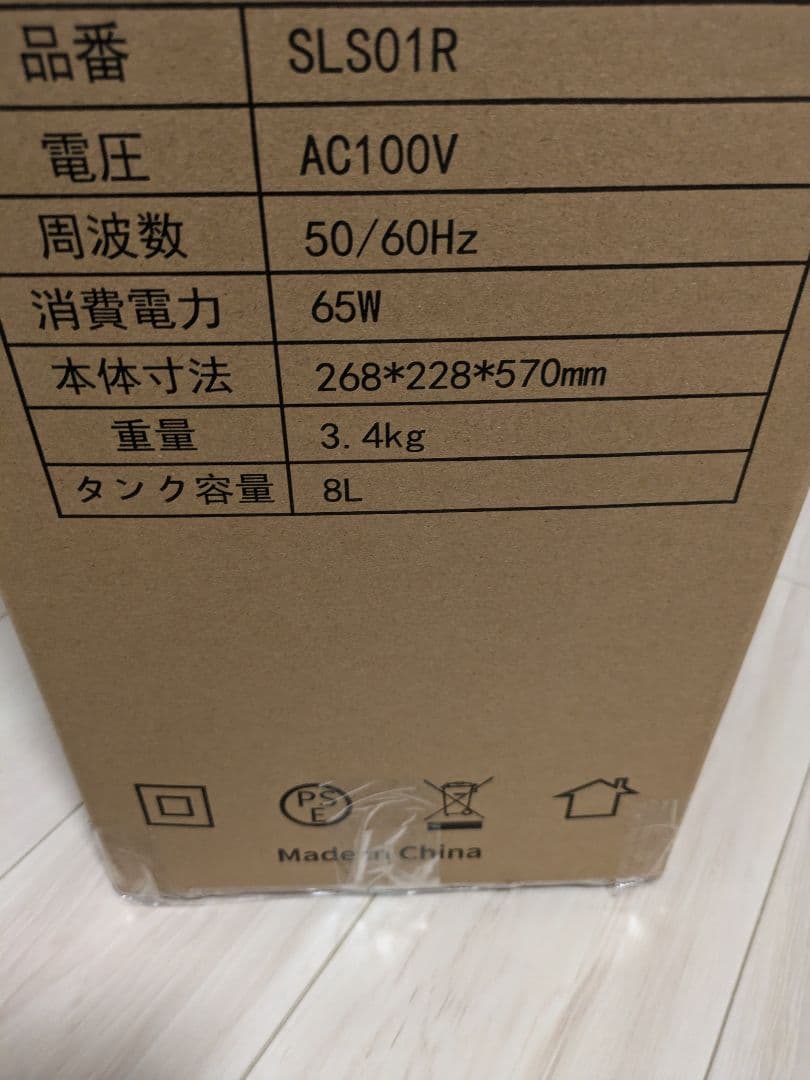 品番 SLS01R
電圧 AC100V
周波数 50/60Hz
消費電力 65W
本体寸法 268*228*570mm
重量 3.4kg
タンク容量 8L
PS
E
Made in China